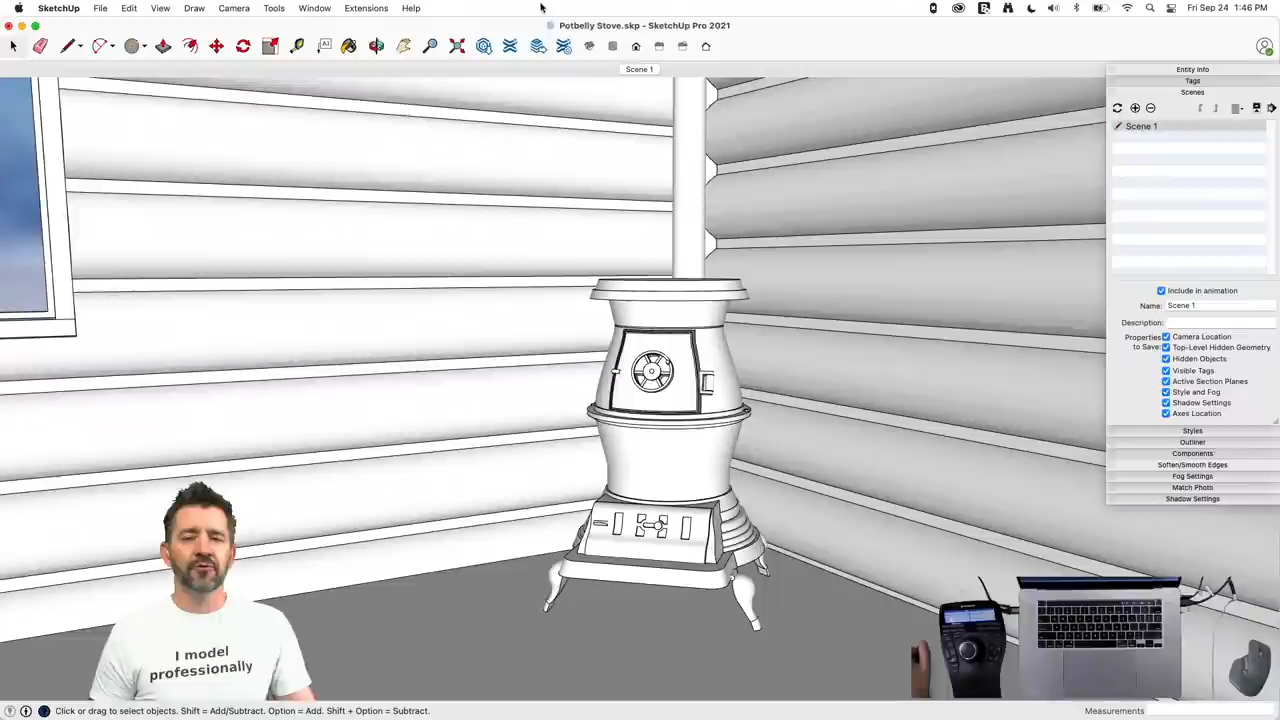 SketchUp File Edit View Draw Camera Tools Window Extensions Help
Fri Sep 24 1:46 PM
Potbelly Stove.skp - SketchUp Pro 2021
Scene 1
Entity Info
Tags
Scenes
Scene 1
Include in animation
Name: Scene 1
Description:
Properties to Save:
Camera Location
Top-Level Hidden Geometry
Hidden Objects
Visible Tags
Active Section Planes
Style and Fog
Shadow Settings
Axes Location
Styles
Outliner
Components
Soften/Smooth Edges
Fog Settings
Match Photo
Shadow Settings
I model
professionally
Click or drag to select objects. Shift = Add/Subtract. Option = Add. Shift + Option = Subtract.
Measurements